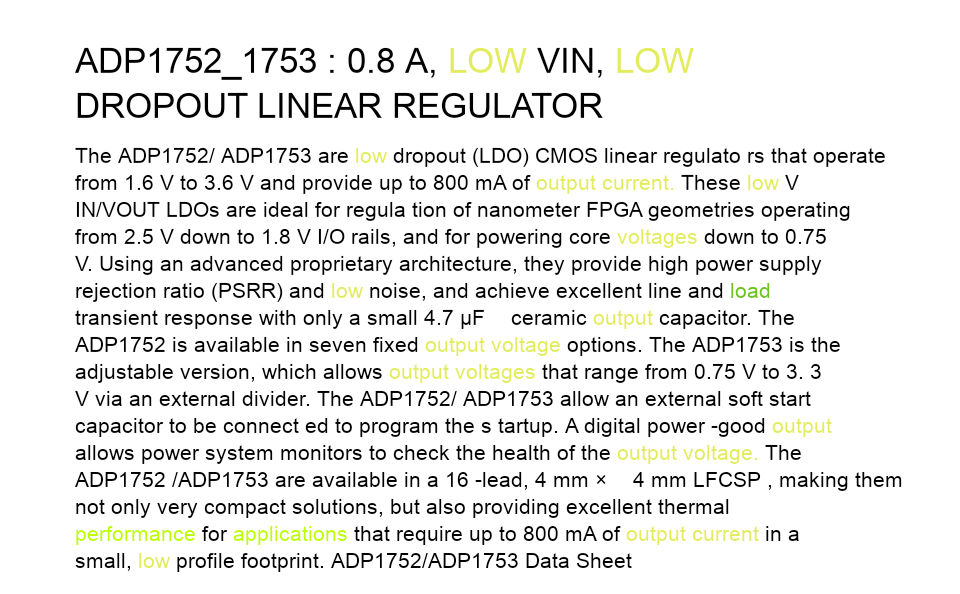 ADP1752_1753 : 0.8 A, LOW VIN, LOW
DROPOUT LINEAR REGULATOR
The ADP1752/ ADP1753 are low dropout (LDO) CMOS linear regulato rs that operate
from 1.6 V to 3.6 V and provide up to 800 mA of output current. These low V
IN/VOUT LDOs are ideal for regula tion of nanometer FPGA geometries operating
from 2.5 V down to 1.8 V I/O rails, and for powering core voltages down to 0.75
V. Using an advanced proprietary architecture, they provide high power supply
rejection ratio (PSRR) and low noise, and achieve excellent line and load
transient response with only a small 4.7 µF ceramic output capacitor. The
ADP1752 is available in seven fixed output voltage options. The ADP1753 is the
adjustable version, which allows output voltages that range from 0.75 V to 3. 3
V via an external divider. The ADP1752/ ADP1753 allow an external soft start
capacitor to be connect ed to program the s tartup. A digital power -good output
allows power system monitors to check the health of the output voltage. The
ADP1752 /ADP1753 are available in a 16 -lead, 4 mm × 4 mm LFCSP , making them
not only very compact solutions, but also providing excellent thermal
performance for applications that require up to 800 mA of output current in a
small, low profile footprint. ADP1752/ADP1753 Data Sheet